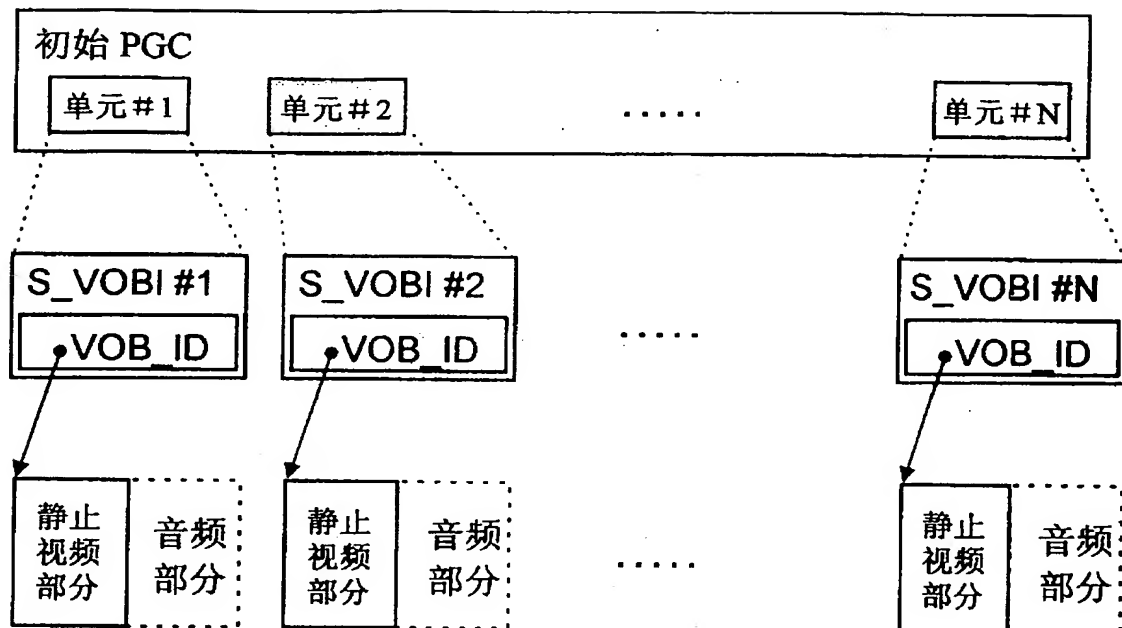 初始 PGC
单元#1 单元#2 ..... 单元#N
S_VOBI #1 S_VOBI #2 S_VOBI #N
VOB_ID VOB_ID ..... VOB_ID
静止 静止 静止
视频 音频 视频 音频 视频 音频
部分 部分 部分 部分 ..... 部分 部分